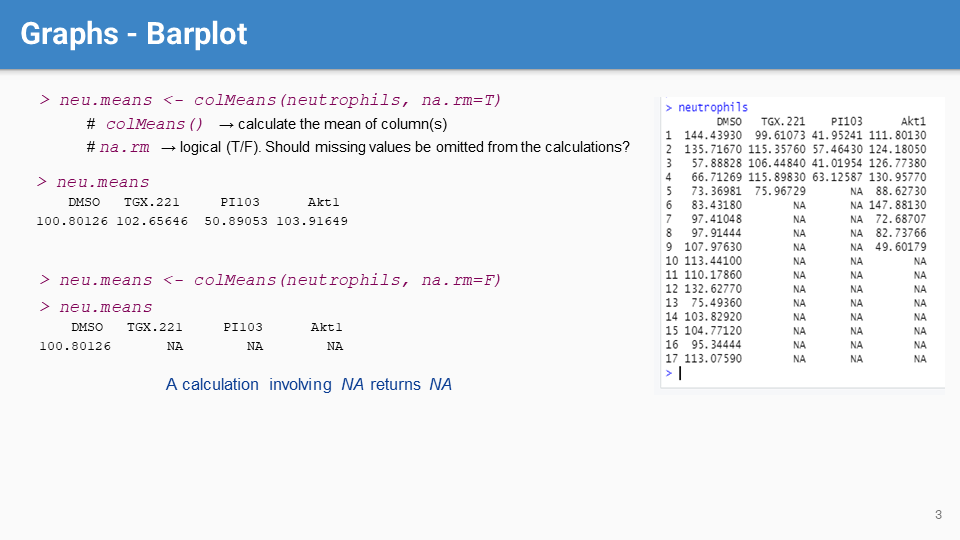 Graphs - Barplot
> neu.means <- colMeans(neutrophils, na.rm=T)
# colMeans() → calculate the mean of column(s)
# na.rm → logical (T/F). Should missing values be omitted from the calculations?
> neu.means
DMSO TGX.221 PI103 Akt1
100.80126 102.65646 50.89053 103.91649
> neu.means <- colMeans(neutrophils, na.rm=F)
> neu.means
DMSO TGX.221 PI103 Akt1
100.80126 NA NA NA
A calculation involving NA returns NA
> neutrophils
DMSO TGX.221 PI103 Akt1
1 144.43930 99.61073 41.95241 111.80130
2 135.71670 115.35760 57.46430 124.18050
3 57.88828 106.44840 41.01954 126.77380
4 66.71269 115.89830 63.12587 130.95770
5 73.36981 75.96729 NA 88.62730
6 83.43180 NA NA 147.88130
7 97.41048 NA NA 72.68707
8 97.91444 NA NA 82.73766
9 107.97630 NA NA 49.60179
10 113.44100 NA NA NA
11 110.17860 NA NA NA
12 132.62770 NA NA NA
13 75.49360 NA NA NA
14 103.82920 NA NA NA
15 104.77120 NA NA NA
16 95.34444 NA NA NA
17 113.07590 NA NA NA
>
3